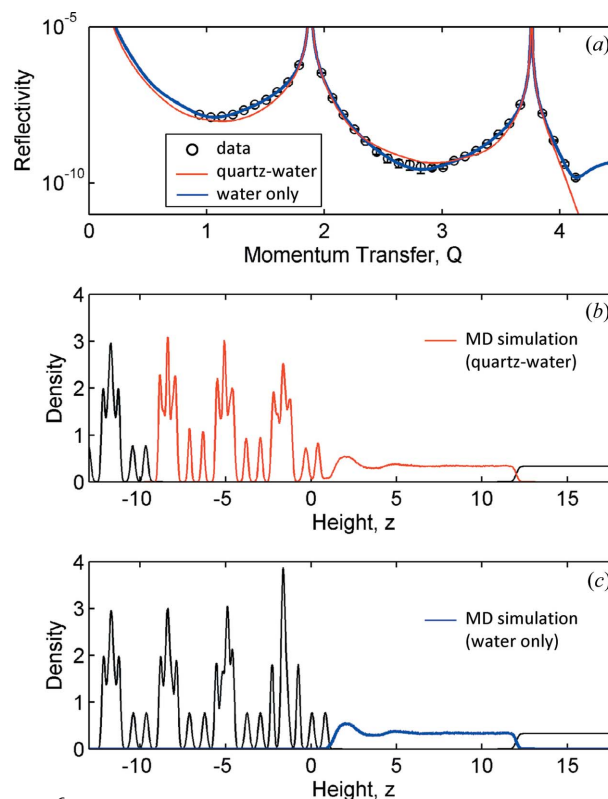 10⁻⁵
(a)
Reflectivity
data
quartz-water
water only
10⁻¹⁰
0 1 2 3 4
Momentum Transfer, Q
4 (b)
3
2
1
0
Density
MD simulation
(quartz-water)
-10 -5 0 5 10 15
Height, z
4 (c)
3
2
1
0
Density
MD simulation
(water only)
-10 -5 0 5 10 15
Height, z